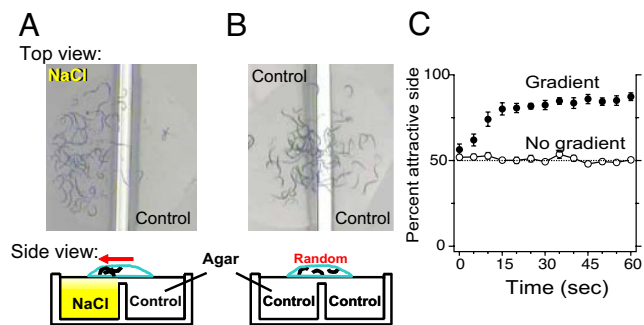 A
B
C
Top view:
NaCl
Control
Control
Control
Side view:
Agar
Random
NaCl
Control
Control
Control
Percent attractive side
100
50
0
Gradient
No gradient
0
15
30
45
60
Time (sec)